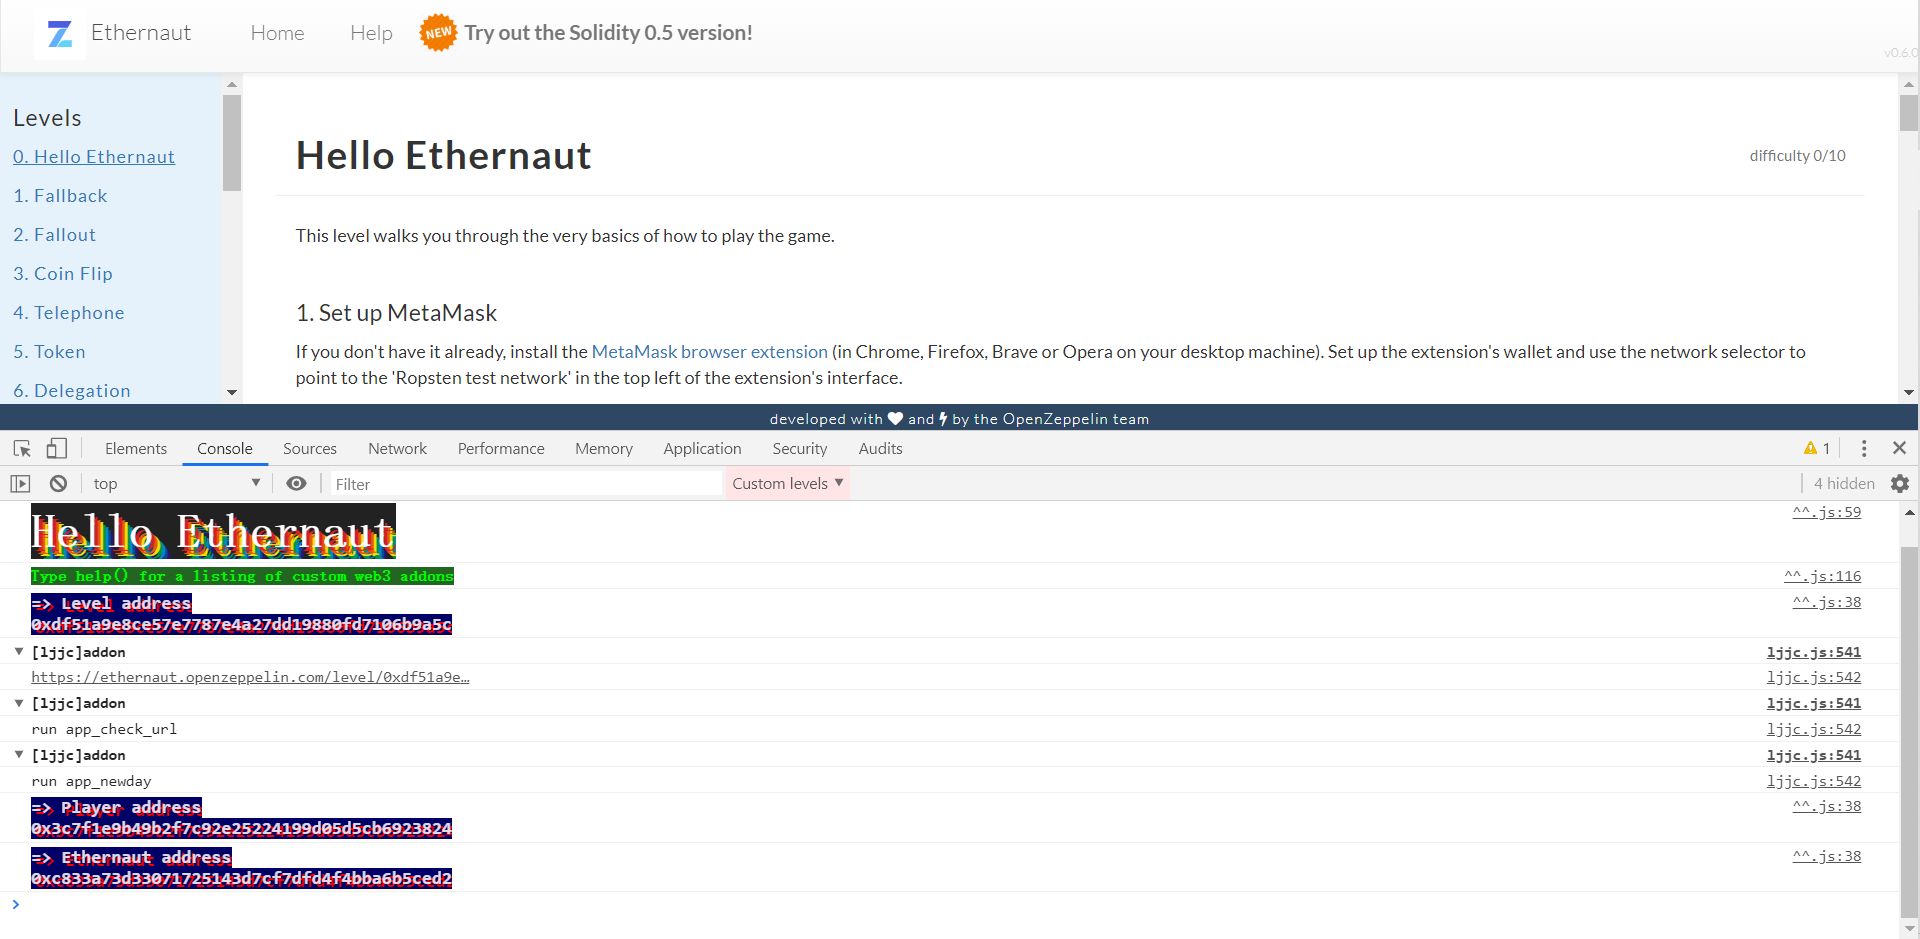 Ethernaut
Home
Help
NEW
Try out the Solidity 0.5 version!
v0.6.0
Levels
0. Hello Ethernaut
1. Fallback
2. Fallout
3. Coin Flip
4. Telephone
5. Token
6. Delegation
Hello Ethernaut
difficulty 0/10
This level walks you through the very basics of how to play the game.
1. Set up MetaMask
If you don't have it already, install the MetaMask browser extension (in Chrome, Firefox, Brave or Opera on your desktop machine). Set up the extension's wallet and use the network selector to
point to the 'Ropsten test network' in the top left of the extension's interface.
developed with and by the OpenZeppelin team
Elements Console Sources Network Performance Memory Application Security Audits 1
top Filter Custom levels 4 hidden
Hello Ethernaut ^^.js:59
Type help() for a listing of custom web3 addons ^^.js:116
=> Level address ^^.js:38
0xdf51a9e8ce57e7787e4a27dd19880fd7106b9a5c
[ljjc]addon ljjc.js:541
https://ethernaut.openzeppelin.com/level/0xdf51a9e… ljjc.js:542
[ljjc]addon ljjc.js:541
run app_check_url ljjc.js:542
[ljjc]addon ljjc.js:541
run app_newday ljjc.js:542
=> Player address ^^.js:38
0x3c7f1e9b49b2f7c92e25224199d05d5cb6923824
=> Ethernaut address ^^.js:38
0xc833a73d33071725143d7cf7dfd4f4bba6b5ced2
>